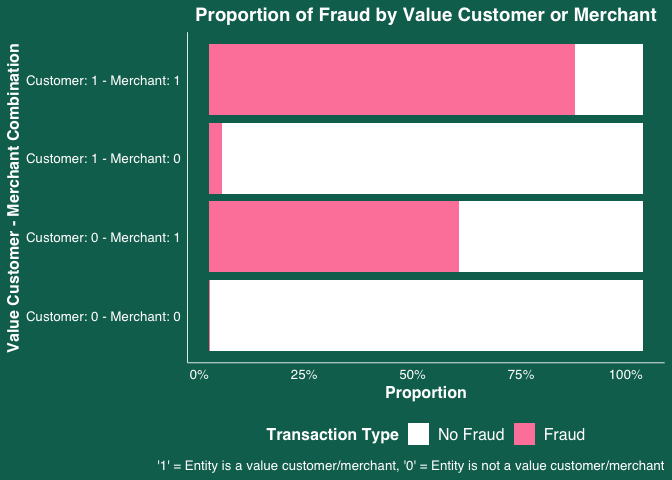 Proportion of Fraud by Value Customer or Merchant
Value Customer - Merchant Combination
Customer: 1 - Merchant: 1
Customer: 1 - Merchant: 0
Customer: 0 - Merchant: 1
Customer: 0 - Merchant: 0
0% 25% 50% 75% 100%
Proportion
Transaction Type No Fraud Fraud
'1' = Entity is a value customer/merchant, '0' = Entity is not a value customer/merchant